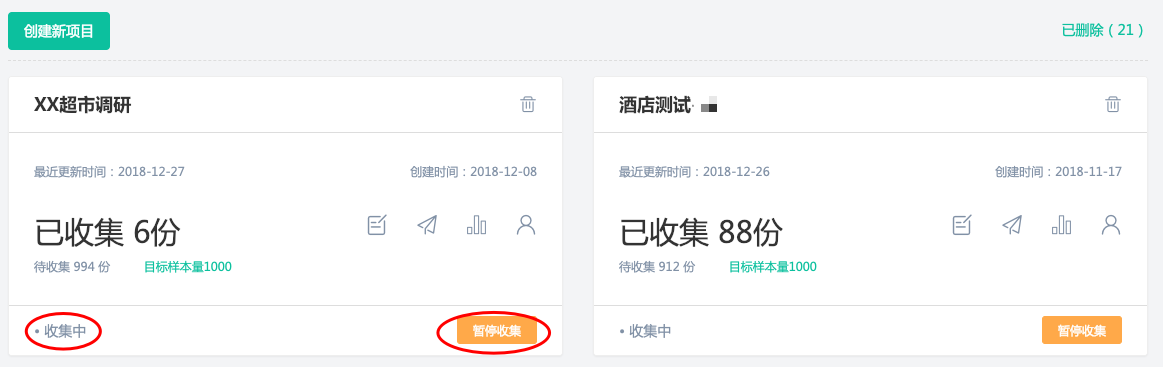 创建新项目
已删除（21）
XX超市调研
最近更新时间：2018-12-27
创建时间：2018-12-08
已收集 6份
待收集 994 份
目标样本量1000
• 收集中
暂停收集
酒店测试·
最近更新时间：2018-12-26
创建时间：2018-11-17
已收集 88份
待收集 912 份
目标样本量1000
• 收集中
暂停收集